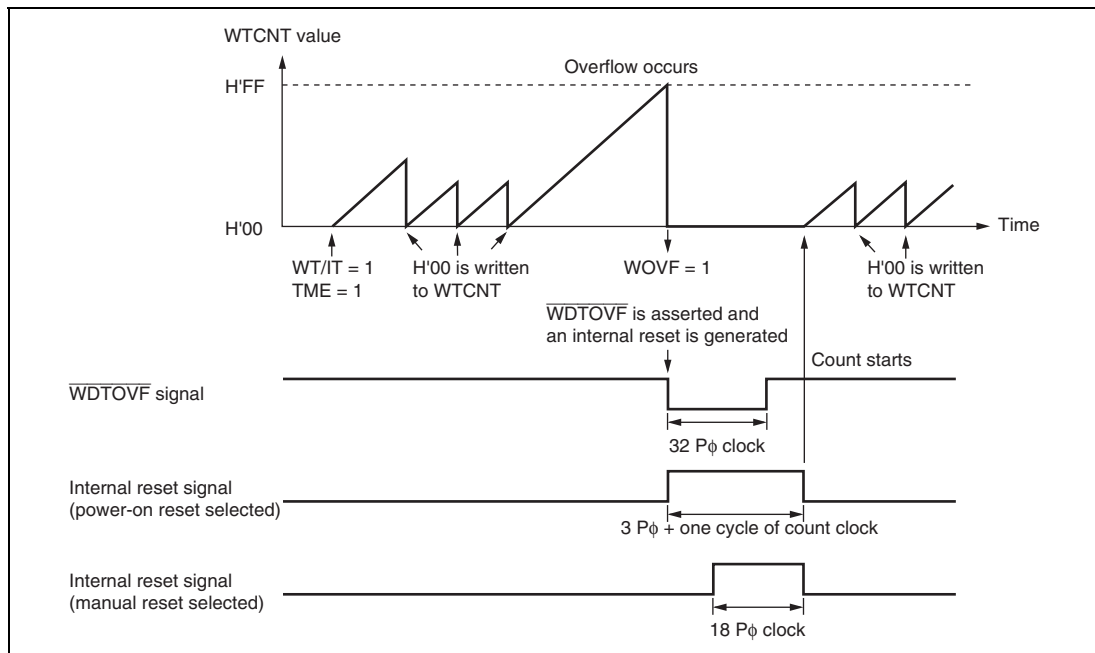 WTCNT value
Overflow occurs
H'FF
H'00
Time
WT/IT = 1
TME = 1
H'00 is written
to WTCNT
WOVF = 1
H'00 is written
to WTCNT
WDTOVF is asserted and
an internal reset is generated
Count starts
WDTOVF signal
32 Pϕ clock
Internal reset signal
(power-on reset selected)
3 Pϕ + one cycle of count clock
Internal reset signal
(manual reset selected)
18 Pϕ clock